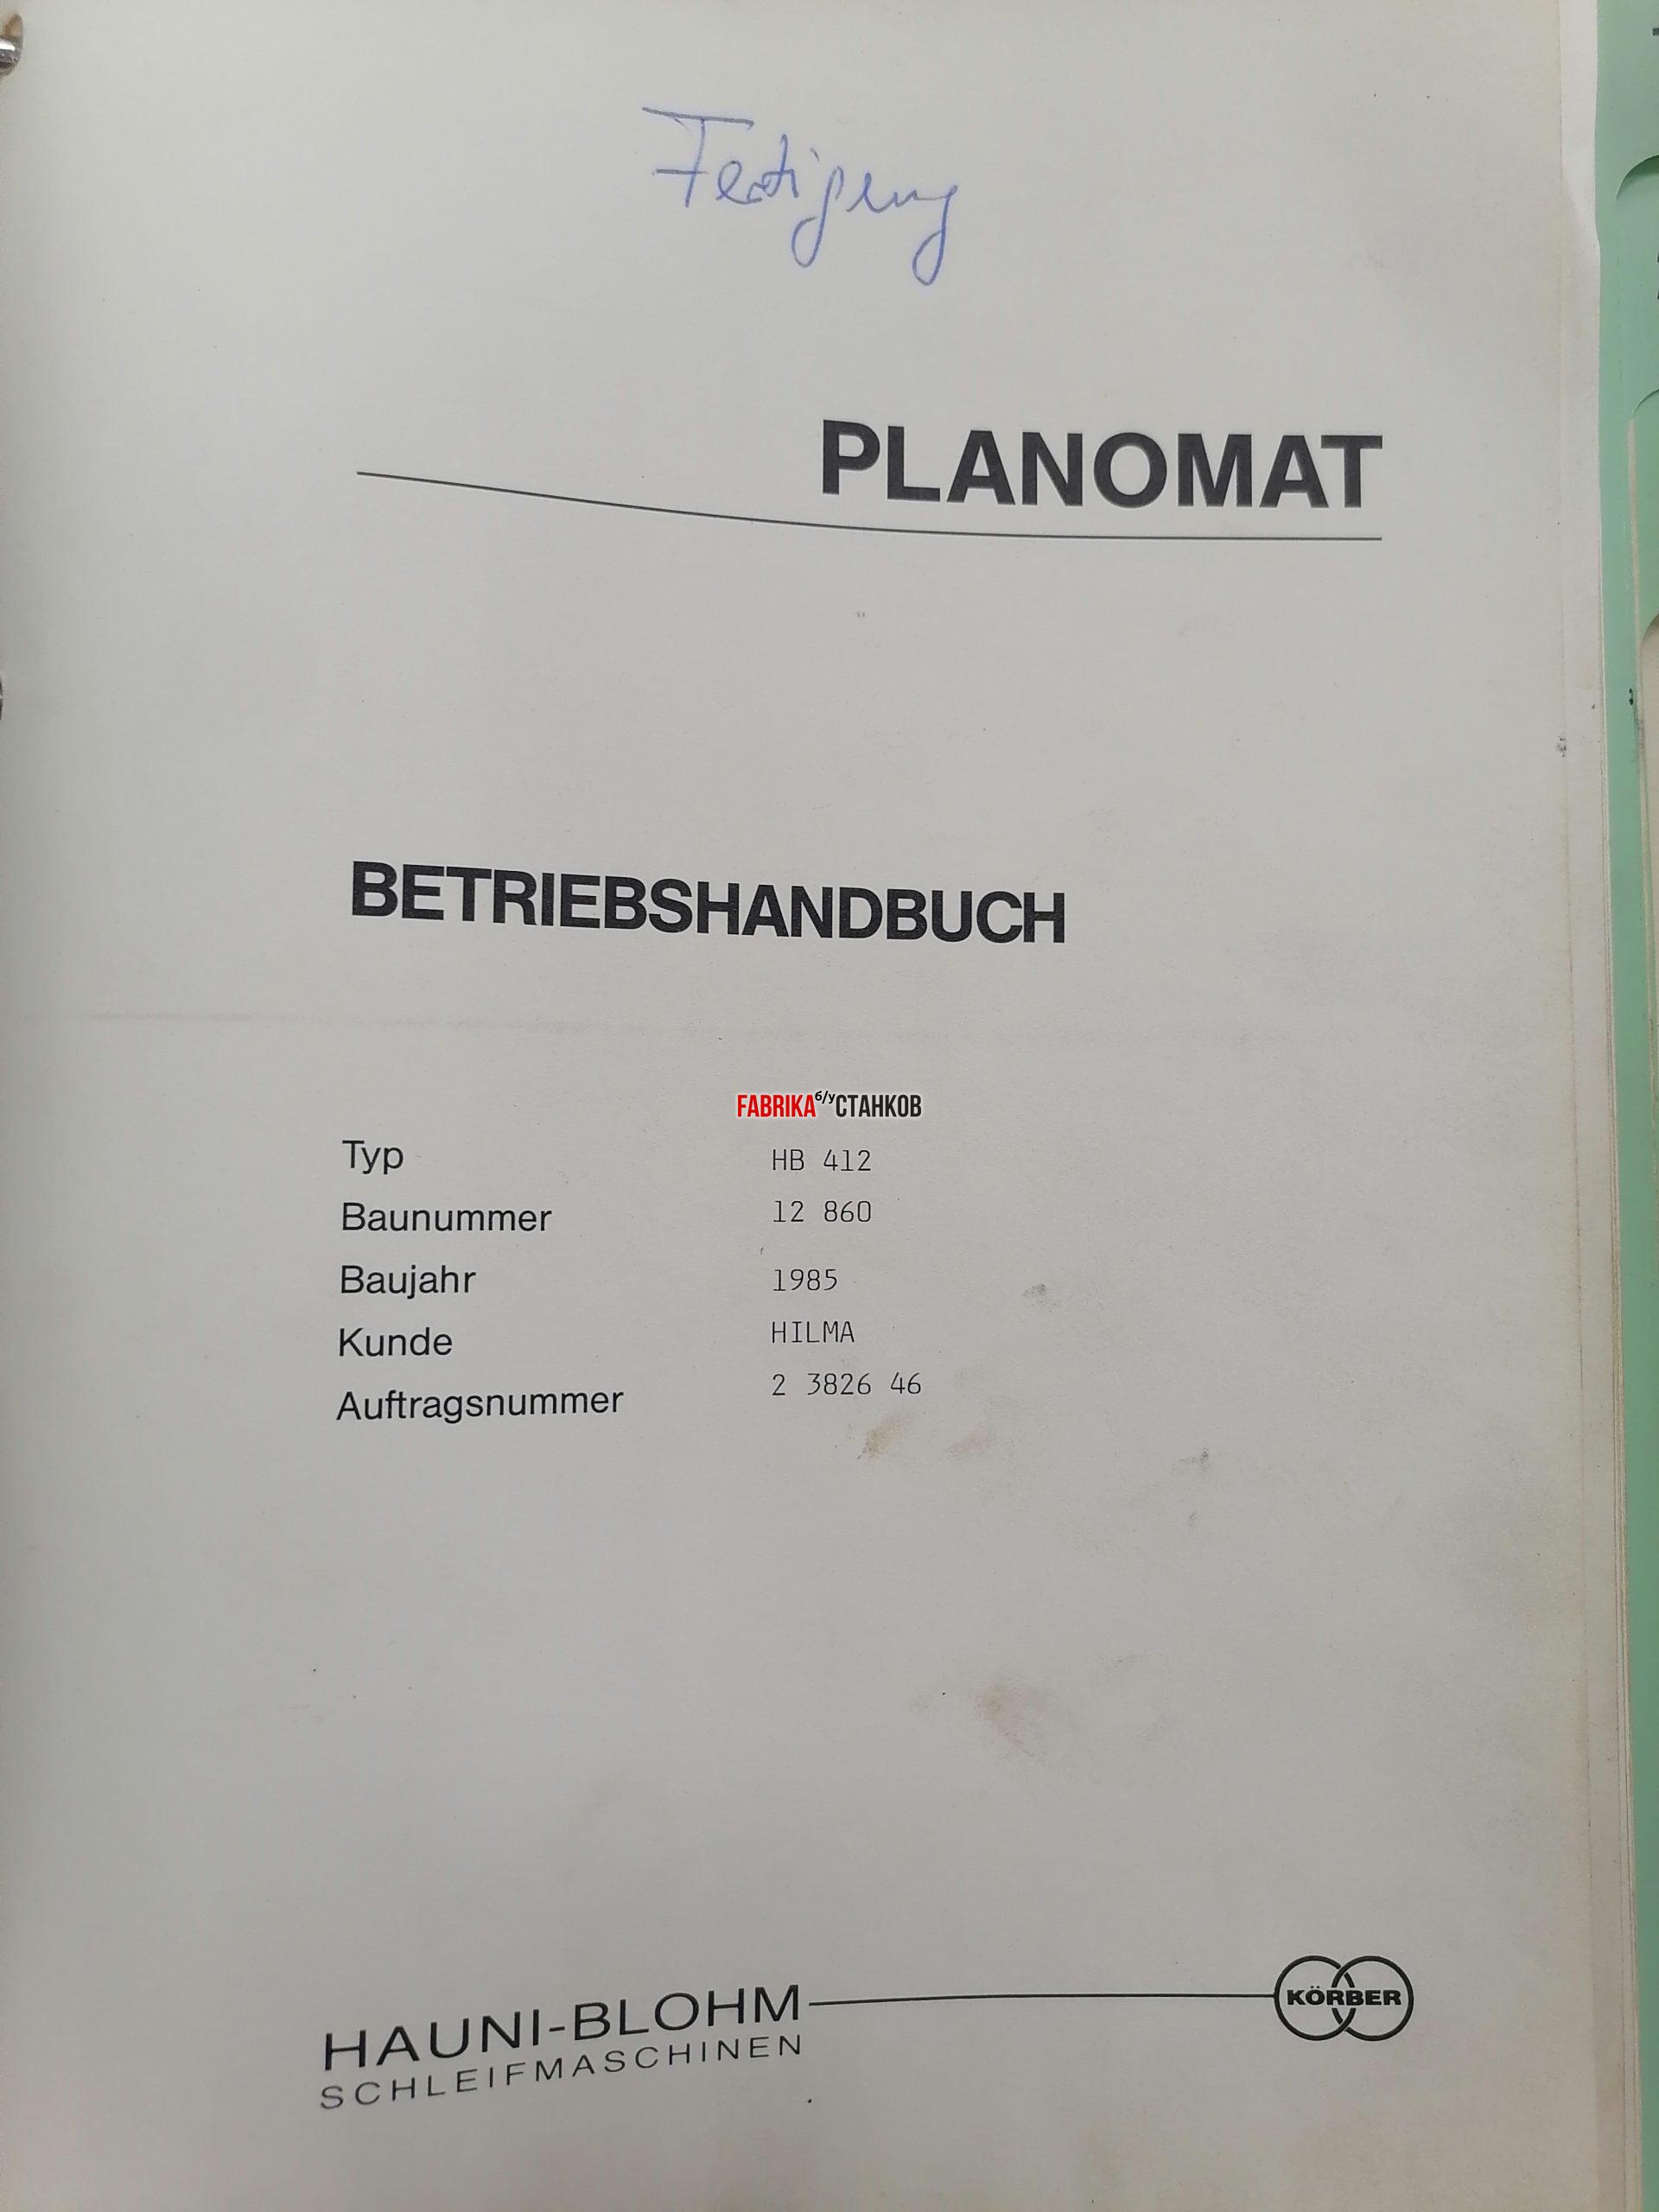 Fertigung
PLANOMAT
BETRIEBSHANDBUCH
FABRIKA б/у СТАНКОВ
Typ HB 412
Baunummer 12 860
Baujahr 1985
Kunde HILMA
Auftragsnummer 2 3826 46
HAUNI-BLOHM
SCHLEIFMASCHINEN
KÖRBER